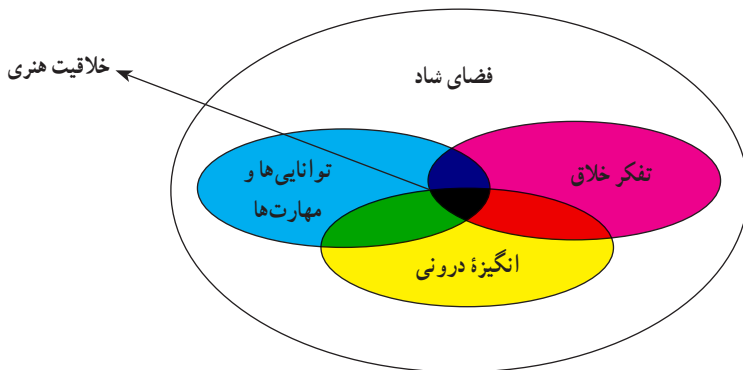 خلاقیت هنری
فضای شاد
تفکر خلاق
توانایی‌ها و
مهارت‌ها
انگیزهٔ درونی